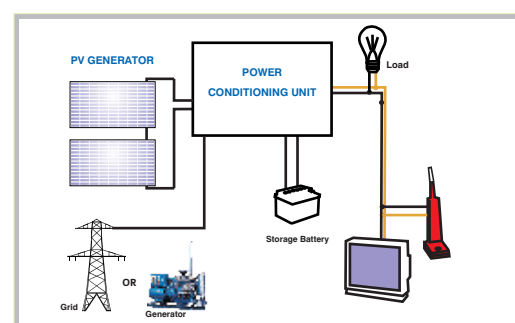 PV GENERATOR
POWER
CONDITIONING UNIT
Load
Storage Battery
OR
Grid
Generator